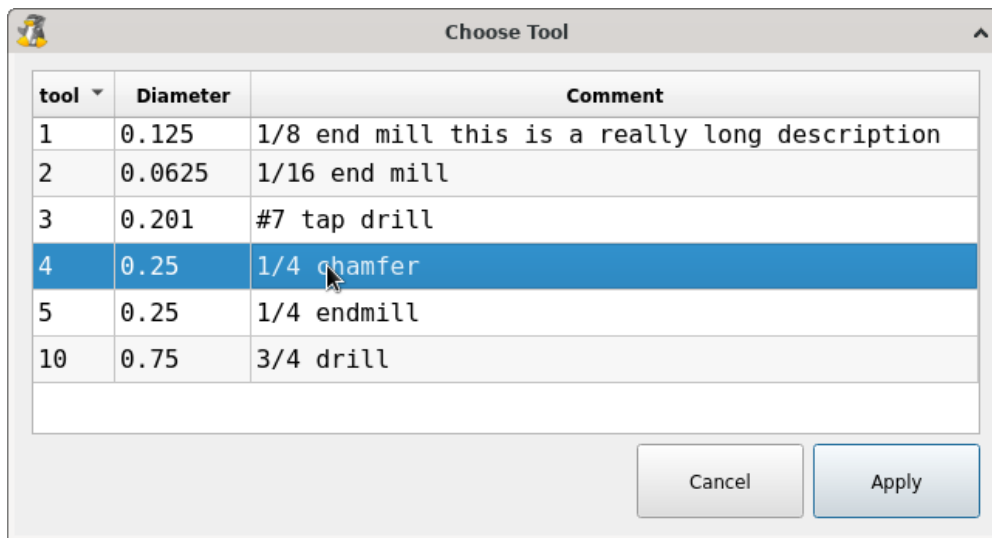 Choose Tool
tool Diameter Comment
1 0.125 1/8 end mill this is a really long description
2 0.0625 1/16 end mill
3 0.201 #7 tap drill
4 0.25 1/4 chamfer
5 0.25 1/4 endmill
10 0.75 3/4 drill
Cancel Apply